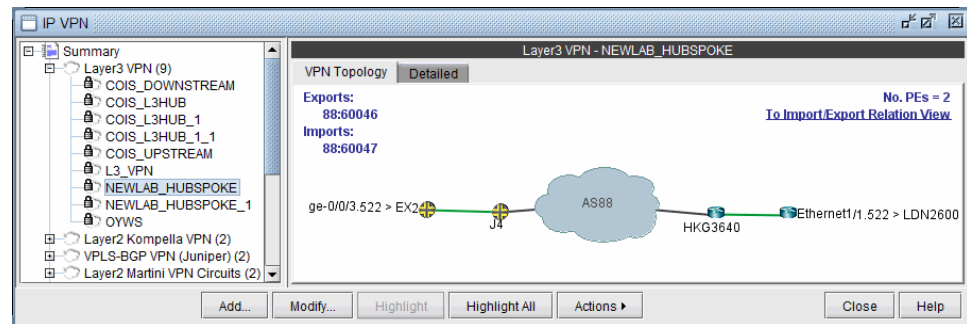 IP VPN
Summary
Layer3 VPN (9)
COIS_DOWNSTREAM
COIS_L3HUB
COIS_L3HUB_1
COIS_L3HUB_1_1
COIS_UPSTREAM
L3_VPN
NEWLAB_HUBSPOKE
NEWLAB_HUBSPOKE_1
OYWS
Layer2 Kompella VPN (2)
VPLS-BGP VPN (Juniper) (2)
Layer2 Martini VPN Circuits (2)
Layer3 VPN - NEWLAB_HUBSPOKE
VPN Topology Detailed
Exports:
88:60046
Imports:
88:60047
No. PEs = 2
To Import/Export Relation View
ge-0/0/3.522 > EX2
J4
AS88
HKG3640
Ethernet1/1.522 > LDN2600
Add... Modify... Highlight Highlight All Actions Close Help